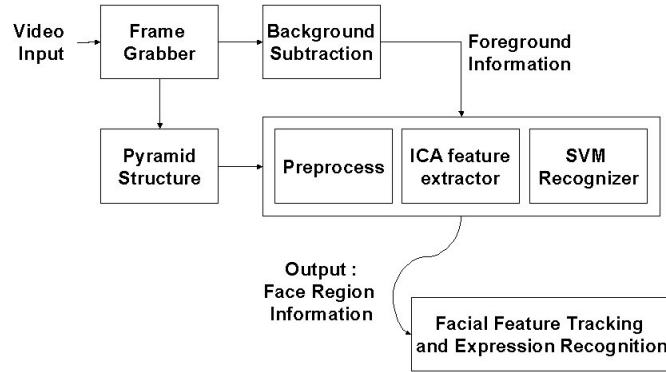 Video
Input
Frame
Grabber
Background
Subtraction
Foreground
Information
Pyramid
Structure
Preprocess
ICA feature
extractor
SVM
Recognizer
Output :
Face Region
Information
Facial Feature Tracking
and Expression Recognition